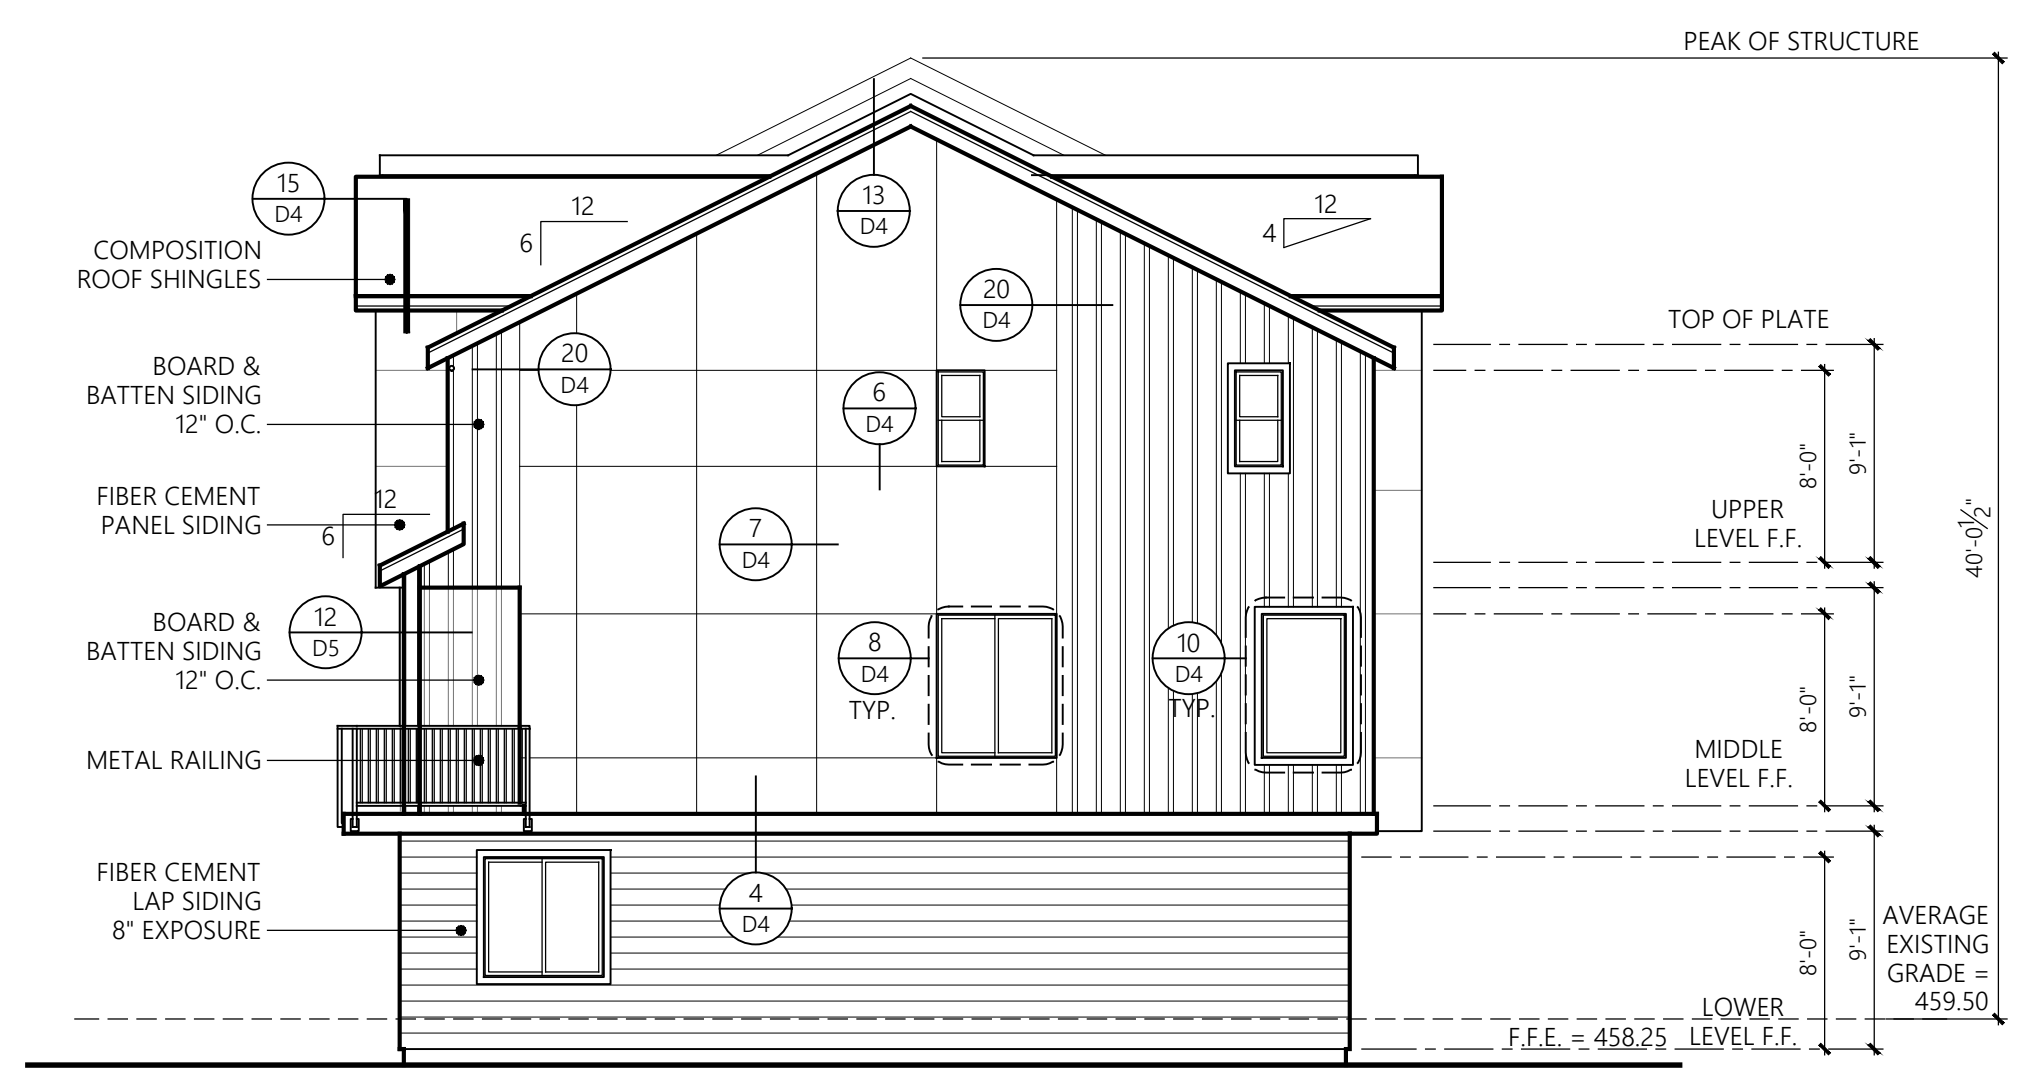 PEAK OF STRUCTURE
15
D4
12
6
13
D4
12
4
COMPOSITION
ROOF SHINGLES
20
D4
TOP OF PLATE
BOARD &
BATTEN SIDING
12" O.C.
20
D4
6
D4
8'-0"
9'-1"
FIBER CEMENT
PANEL SIDING
12
6
7
D4
UPPER
LEVEL F.F.
40'-0½"
BOARD &
BATTEN SIDING
12" O.C.
12
D5
8
D4
TYP.
10
D4
TYP.
8'-0"
9'-1"
METAL RAILING
MIDDLE
LEVEL F.F.
FIBER CEMENT
LAP SIDING
8" EXPOSURE
4
D4
8'-0"
9'-1"
AVERAGE
EXISTING
GRADE =
459.50
F.F.E. = 458.25
LOWER
LEVEL F.F.